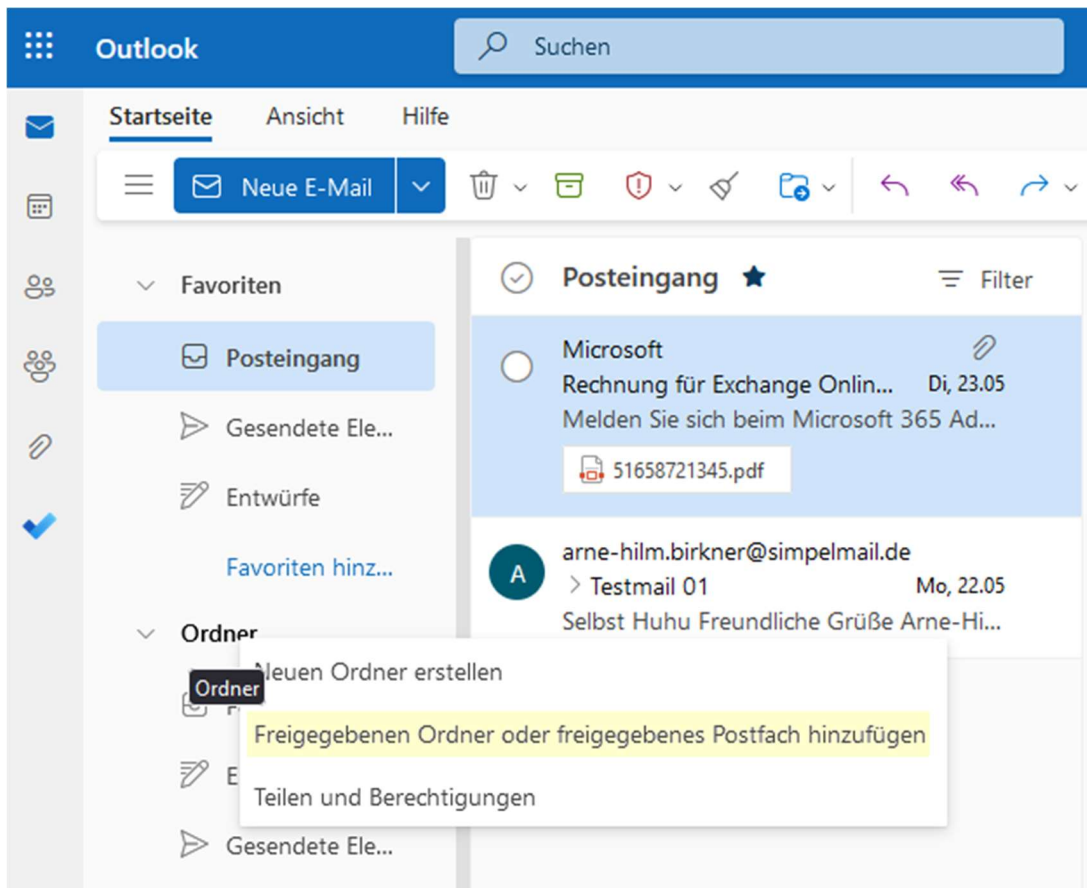 Outlook
Suchen
Startseite
Ansicht
Hilfe
Neue E-Mail
Favoriten
Posteingang
Gesendete Ele...
Entwürfe
Favoriten hinz...
Ordner
Ordner
E
Gesendete Ele...
Posteingang
Filter
Microsoft
Rechnung für Exchange Onlin... Di, 23.05
Melden Sie sich beim Microsoft 365 Ad...
51658721345.pdf
A
arne-hilm.birkner@simpelmail.de
> Testmail 01 Mo, 22.05
Selbst Huhu Freundliche Grüße Arne-Hi...
Neuen Ordner erstellen
Freigegebenen Ordner oder freigegebenes Postfach hinzufügen
Teilen und Berechtigungen